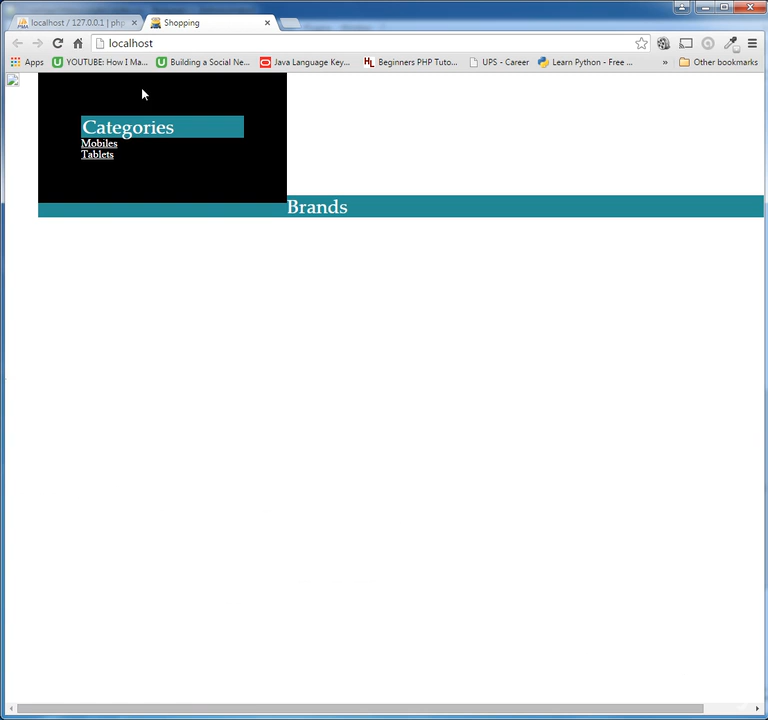 localhost / 127.0.0.1 | php
Shopping
localhost
Apps YOUTUBE: How I Ma... Building a Social Ne... Java Language Key... Beginners PHP Tuto... UPS - Career Learn Python - Free ... » Other bookmarks
Categories
Mobiles
Tablets
Brands